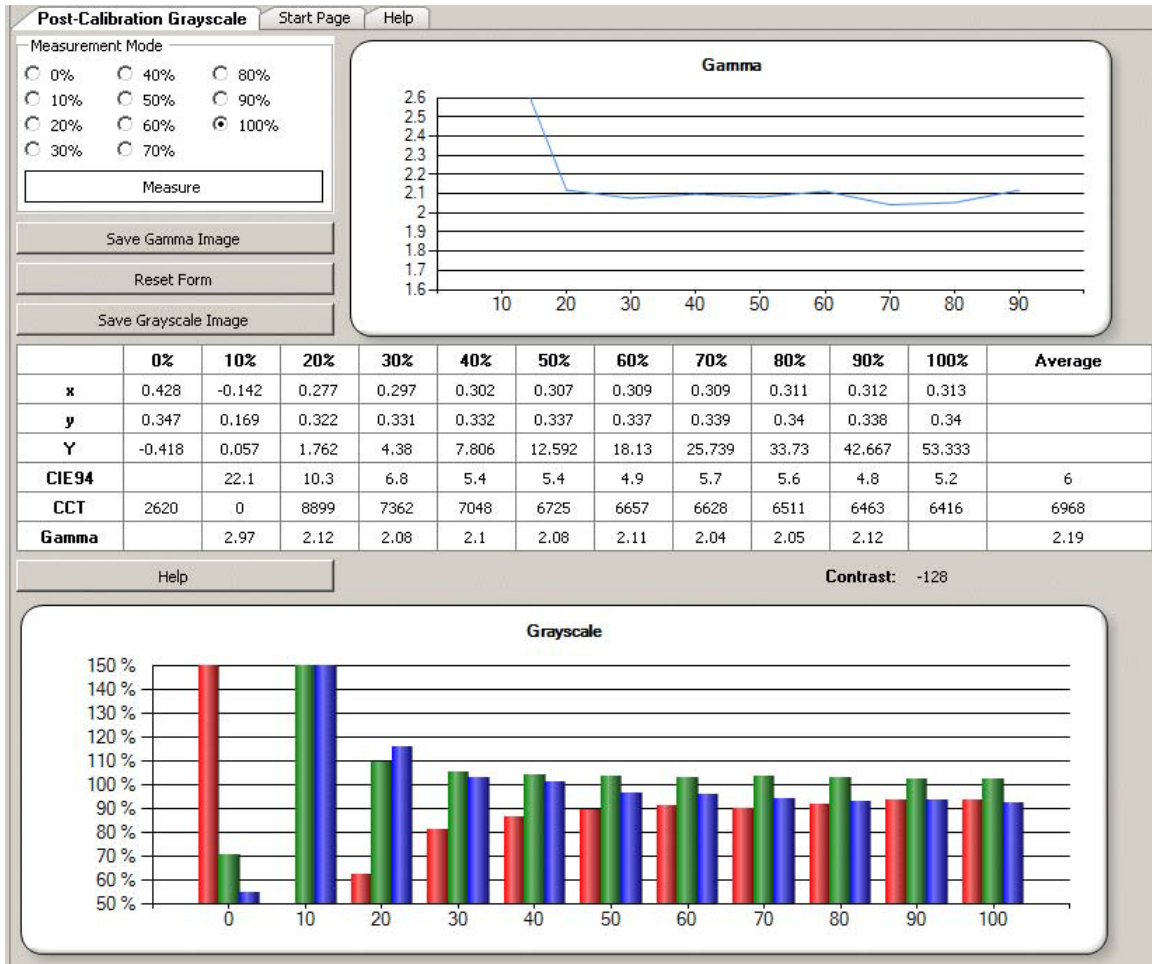 Post-Calibration Grayscale Start Page Help
Measurement Mode
0% 40% 80%
10% 50% 90%
20% 60% 100%
30% 70%
Measure
Save Gamma Image
Reset Form
Save Grayscale Image
Gamma
2.6
2.5
2.4
2.3
2.2
2.1
2
1.9
1.8
1.7
1.6
10 20 30 40 50 60 70 80 90
0% 10% 20% 30% 40% 50% 60% 70% 80% 90% 100% Average
x 0.428 -0.142 0.277 0.297 0.302 0.307 0.309 0.309 0.311 0.312 0.313
y 0.347 0.169 0.322 0.331 0.332 0.337 0.337 0.339 0.34 0.338 0.34
Y -0.418 0.057 1.762 4.38 7.806 12.592 18.13 25.739 33.73 42.667 53.333
CIE94 22.1 10.3 6.8 5.4 5.4 4.9 5.7 5.6 4.8 5.2 6
CCT 2620 0 8899 7362 7048 6725 6657 6628 6511 6463 6416 6968
Gamma 2.97 2.12 2.08 2.1 2.08 2.11 2.04 2.05 2.12 2.19
Help
Contrast: -128
Grayscale
150 %
140 %
130 %
120 %
110 %
100 %
90 %
80 %
70 %
60 %
50 %
0 10 20 30 40 50 60 70 80 90 100